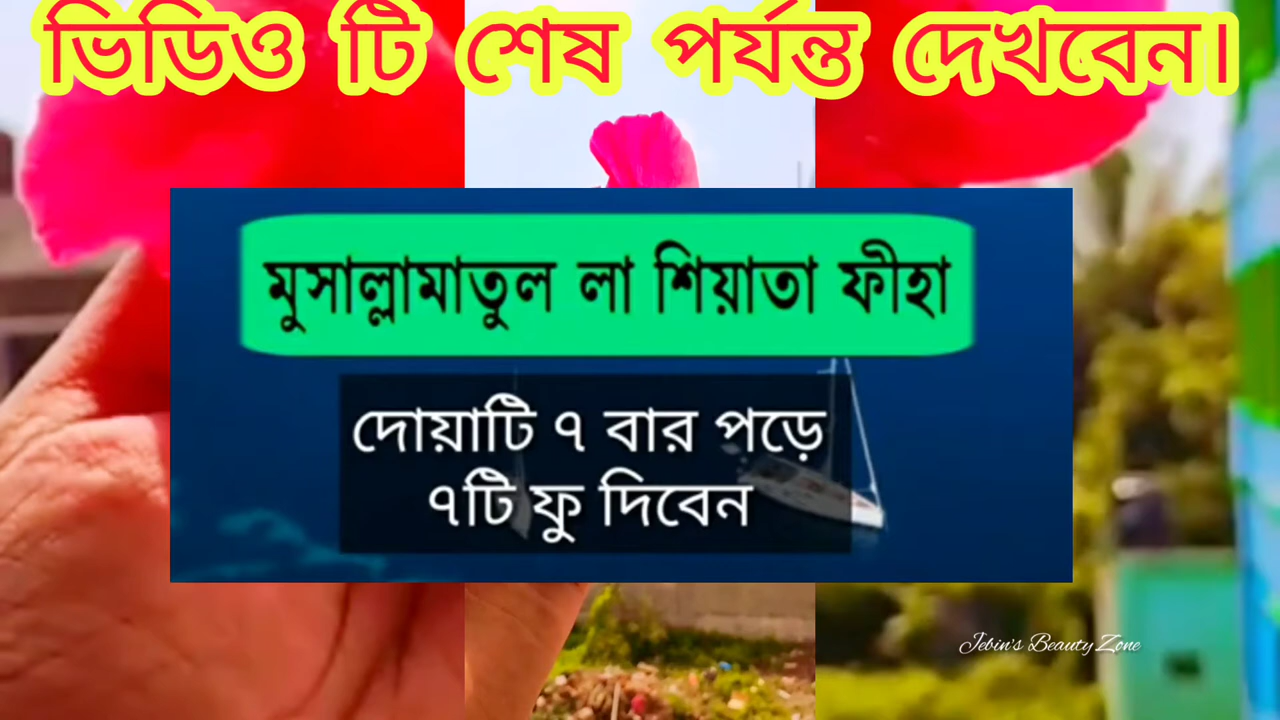 ভিডিও টি শেষ পর্যন্ত দেখবেন।
মুসাল্লামাতুল লা শিয়াতা ফীহা
দোয়াটি ৭ বার পড়ে
৭টি ফু দিবেন
Jebin's Beauty Zone